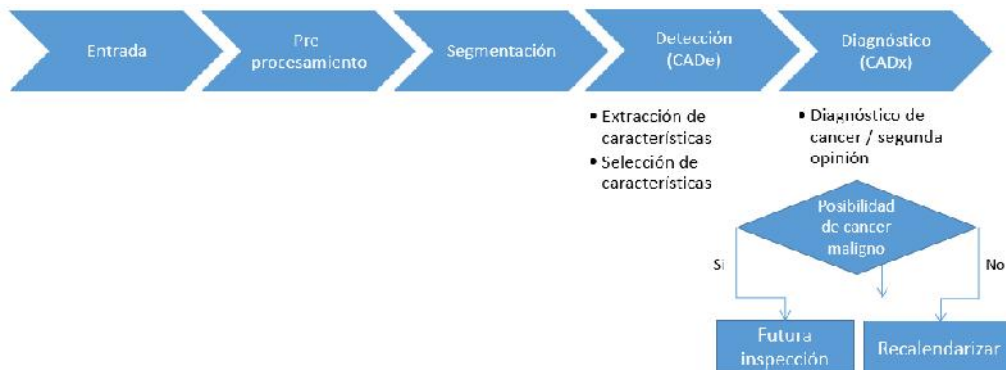 Entrada
Pre
procesamiento
Segmentación
Detección
(CADe)
Diagnóstico
(CADx)
▪ Extracción de
características
▪ Selección de
características
• Diagnóstico de
cancer / segunda
opinión
Posibilidad
de cancer
maligno
Si
No
Futura
inspección
Recalendarizar